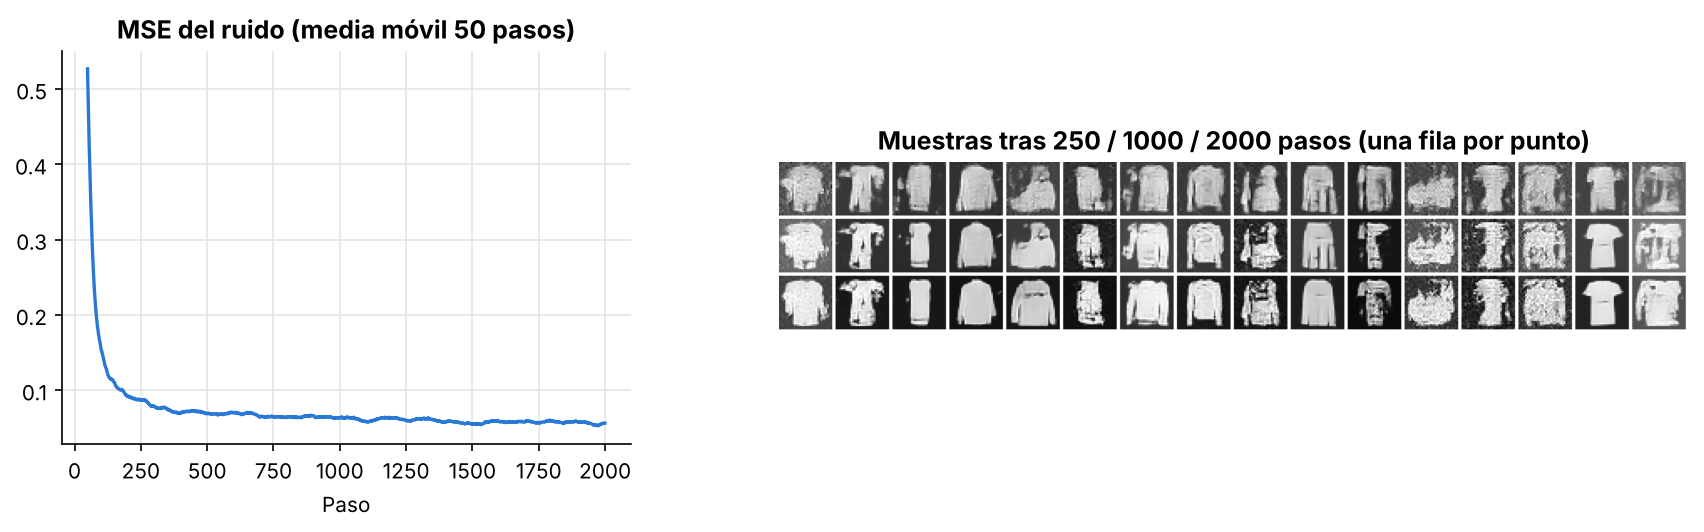 MSE del ruido (media móvil 50 pasos)
0.5
0.4
0.3
0.2
0.1
0 250 500 750 1000 1250 1500 1750 2000
Paso
Muestras tras 250 / 1000 / 2000 pasos (una fila por punto)